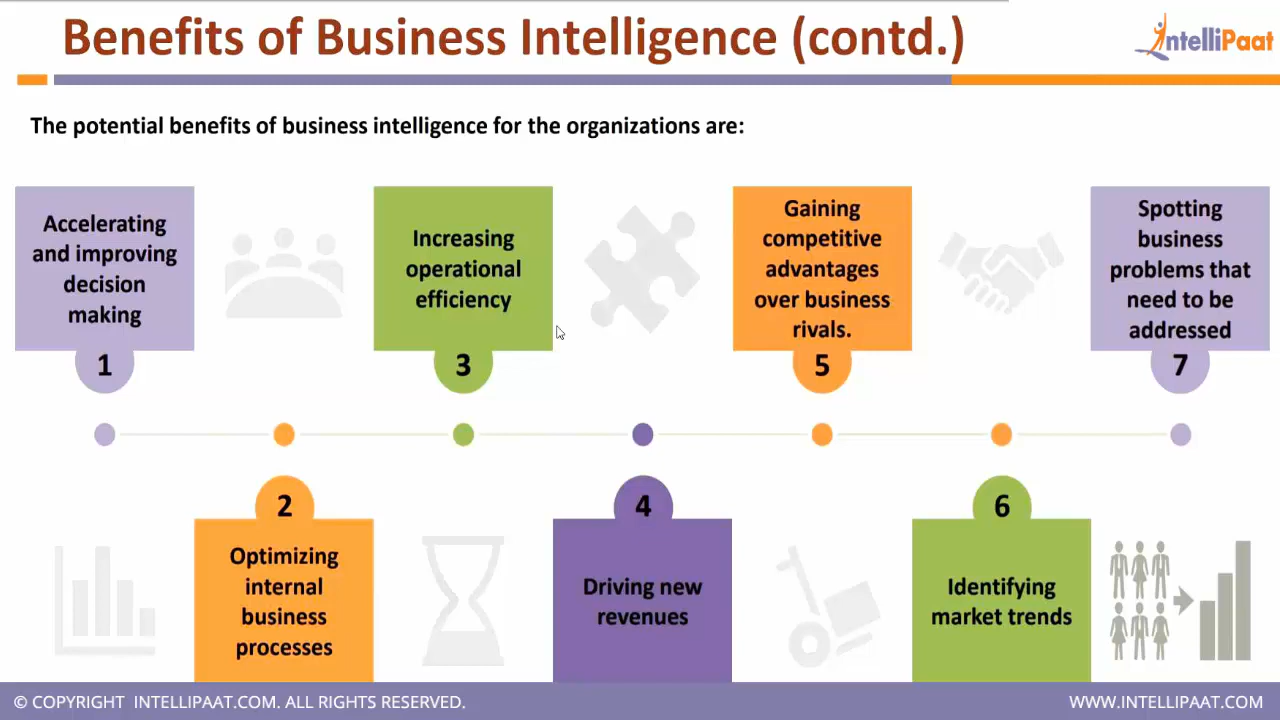 Benefits of Business Intelligence (contd.)
IntelliPaat
The potential benefits of business intelligence for the organizations are:
Accelerating
and improving
decision
making
1
2
Optimizing
internal
business
processes
Increasing
operational
efficiency
3
4
Driving new
revenues
Gaining
competitive
advantages
over business
rivals.
5
6
Identifying
market trends
Spotting
business
problems that
need to be
addressed
7
© COPYRIGHT INTELLIPAAT.COM. ALL RIGHTS RESERVED.
WWW.INTELLIPAAT.COM